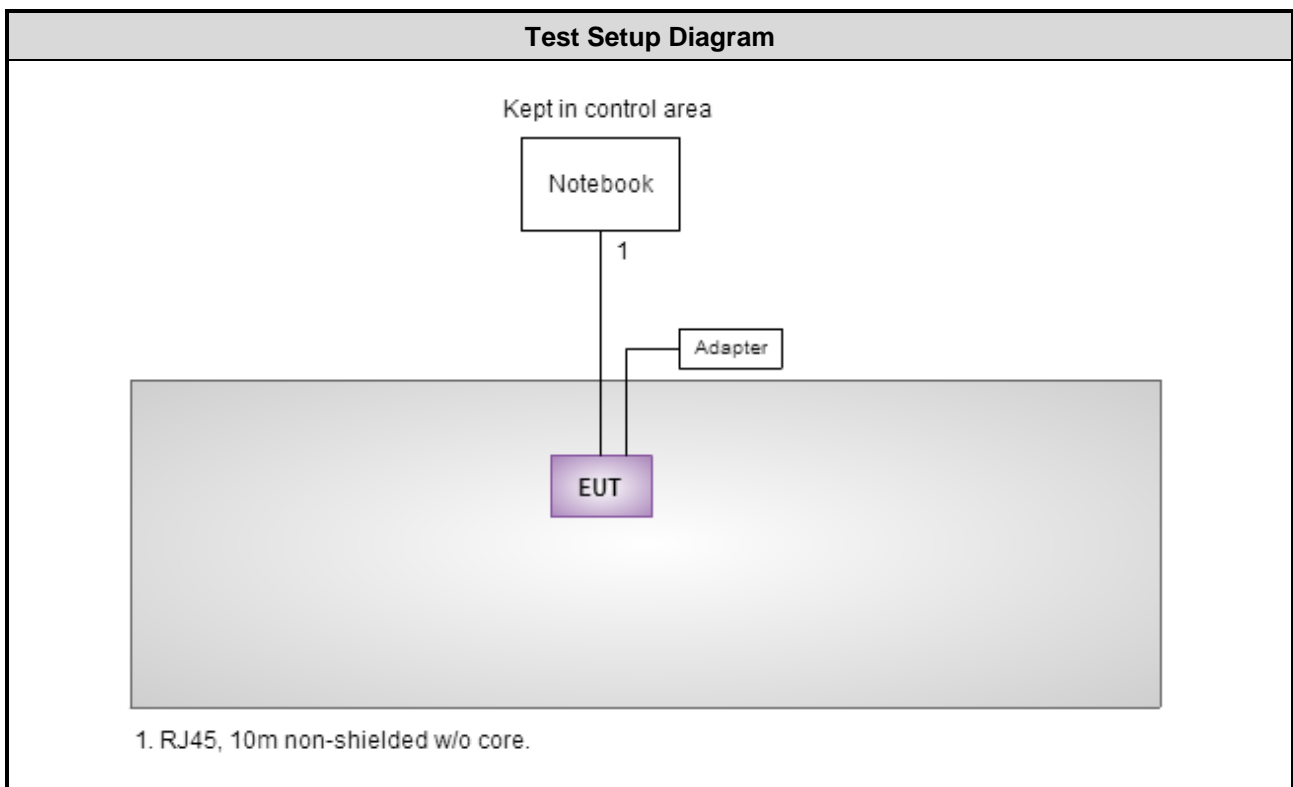 Test Setup Diagram
Kept in control area
Notebook
1
Adapter
EUT
1. RJ45, 10m non-shielded w/o core.